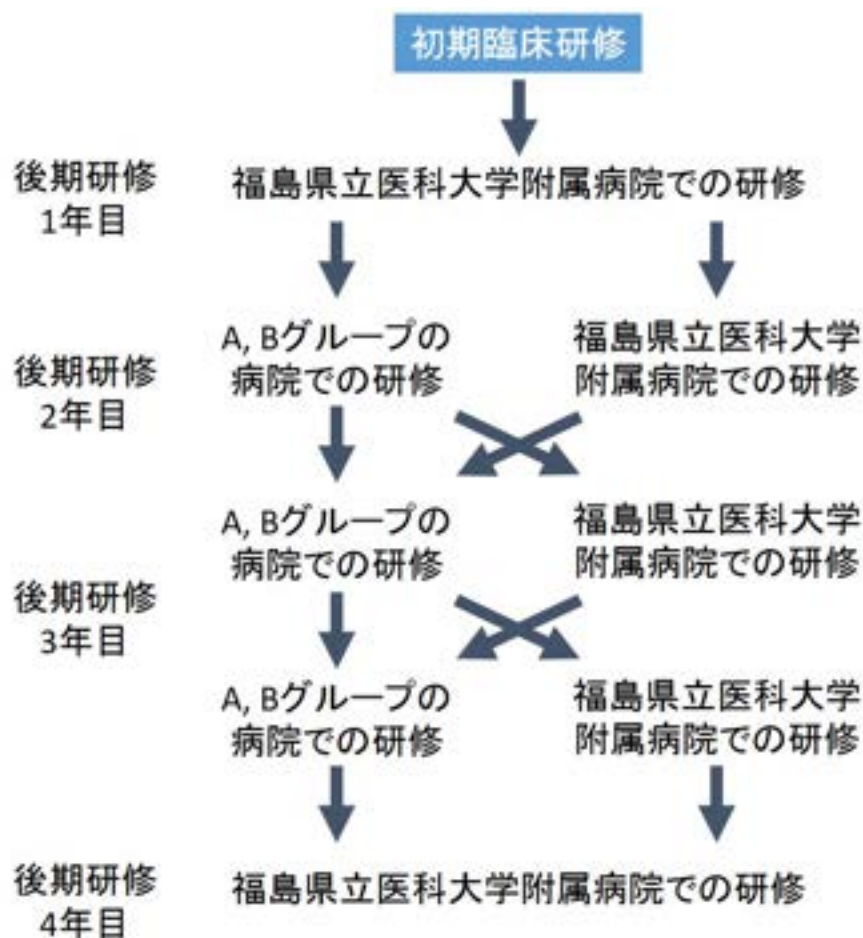 初期臨床研修
後期研修
1年目
福島県立医科大学附属病院での研修
後期研修
2年目
A, Bグループの
病院での研修
福島県立医科大学
附属病院での研修
後期研修
3年目
A, Bグループの
病院での研修
福島県立医科大学
附属病院での研修
A, Bグループの
病院での研修
福島県立医科大学
附属病院での研修
後期研修
4年目
福島県立医科大学附属病院での研修